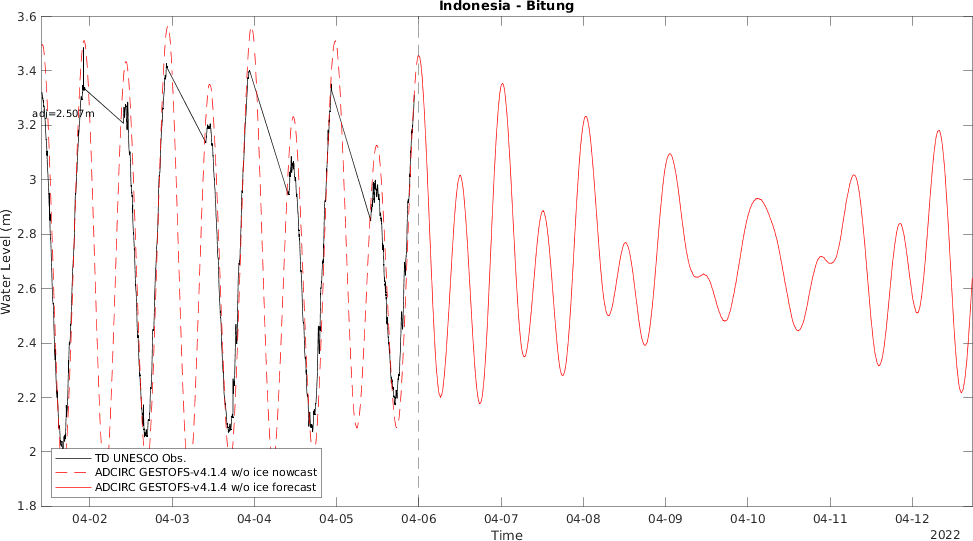 Indonesia - Bitung
3.6
3.4
3.2
3
2.8
2.6
2.4
2.2
2
1.8
Water Level (m)
adj=2.507m
TD UNESCO Obs.
ADCIRC GESTOFS-v4.1.4 w/o ice nowcast
ADCIRC GESTOFS-v4.1.4 w/o ice forecast
04-02 04-03 04-04 04-05 04-06 04-07 04-08 04-09 04-10 04-11 04-12
Time
2022